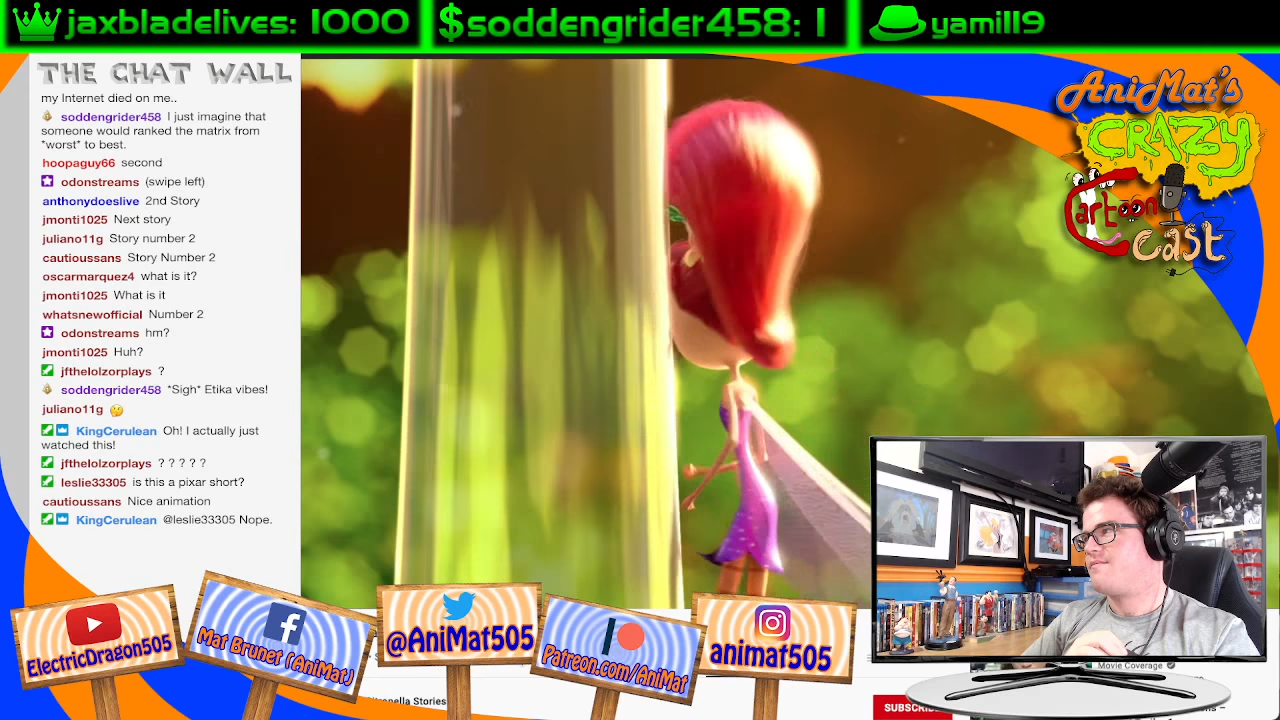 jaxbladelives: 1000
$soddengrider458: 1
yamill9
THE CHAT WALL
my Internet died on me..
soddengrider458 I just imagine that
someone would ranked the matrix from
*worst* to best.
hoopaguy66 second
odonstreams (swipe left)
anthonydoeslive 2nd Story
jmonti1025 Next story
juliano11g Story number 2
cautioussans Story Number 2
oscarmarquez4 what is it?
jmonti1025 What is it
whatsnewofficial Number 2
odonstreams hm?
jmonti1025 Huh?
jfthelolzorplays ?
soddengrider458 *Sigh* Etika vibes!
juliano11g 🤔
KingCerulean Oh! I actually just
watched this!
jfthelolzorplays ? ? ? ? ?
leslie33305 is this a pixar short?
cautioussans Nice animation
KingCerulean @leslie33305 Nope.
AniMat's
CRAZY
Cartoon
Cast
ElectricDragon505
Mat Brunet (AniMat)
@AniMat505
Patreon.com/AniMat
animat505
Stories
Movie Coverage